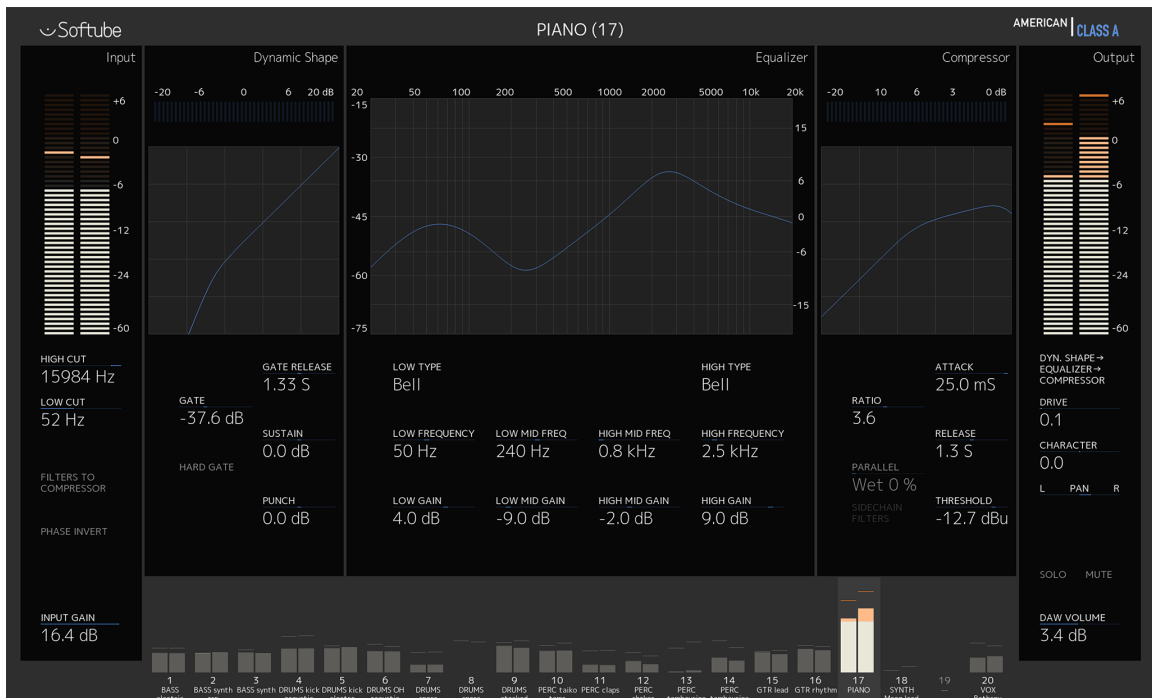 Softube
PIANO (17)
AMERICAN CLASS A
Input
+6
0
-6
-12
-24
-60
HIGH CUT
15984 Hz
LOW CUT
52 Hz
FILTERS TO
COMPRESSOR
PHASE INVERT
INPUT GAIN
16.4 dB
Dynamic Shape
-20 -6 0 6 20 dB
GATE RELEASE
1.33 S
GATE
-37.6 dB
SUSTAIN
0.0 dB
HARD GATE
PUNCH
0.0 dB
Equalizer
20 50 100 200 500 1000 2000 5000 10k 20k
-15
-30
-45
-60
-75
15
6
0
-6
-15
LOW TYPE
Bell
HIGH TYPE
Bell
LOW FREQUENCY LOW MID FREQ HIGH MID FREQ HIGH FREQUENCY
50 Hz 240 Hz 0.8 kHz 2.5 kHz
LOW GAIN LOW MID GAIN HIGH MID GAIN HIGH GAIN
4.0 dB -9.0 dB -2.0 dB 9.0 dB
Compressor
-20 10 6 3 0 dB
ATTACK
25.0 mS
RATIO
3.6
RELEASE
1.3 S
PARALLEL
Wet 0 %
SIDECHAIN
FILTERS
THRESHOLD
-12.7 dBu
Output
+6
0
-6
-12
-24
-60
DYN. SHAPE→
EQUALIZER→
COMPRESSOR
DRIVE
0.1
CHARACTER
0.0
L PAN R
SOLO MUTE
DAW VOLUME
3.4 dB
1 2 3 4 5 6 7 8 9 10 11 12 13 14 15 16 17 18 19 20
BASS BASS synth BASS synth DRUMS kick DRUMS kick DRUMS OH DRUMS DRUMS DRUMS PERC taiko PERC claps PERC PERC PERC GTR lead GTR rhythm PIANO SYNTH — VOX